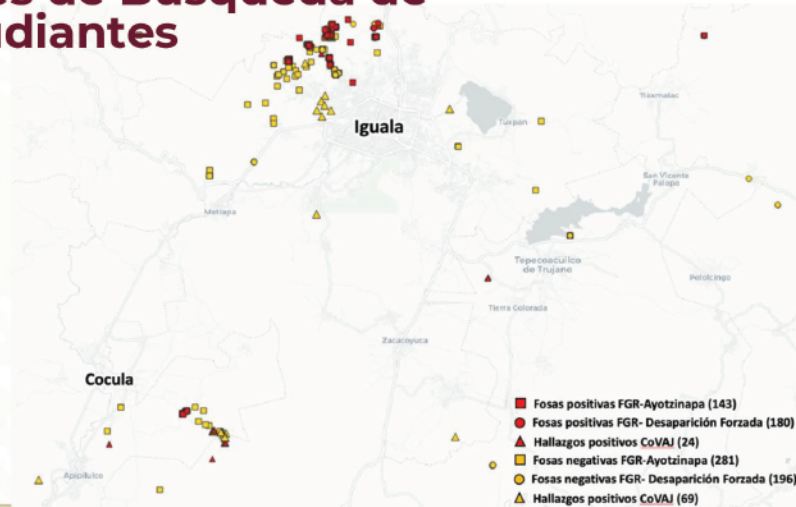 es de Búsqueda de
udiantes
Iguala
Tuxpan
Tlaxmalac
San Vicente
Palapa
Metlapa
Tepecoacuilco
de Trujano
Tierra Colorada
Zacacoyuca
Cocula
Apipilulco
Fosas positivas FGR-Ayotzinapa (143)
Fosas positivas FGR- Desaparición Forzada (180)
Hallazgos positivos CoVAJ (24)
Fosas negativas FGR-Ayotzinapa (281)
Fosas negativas FGR- Desaparición Forzada (196)
Hallazgos positivos CoVAJ (69)